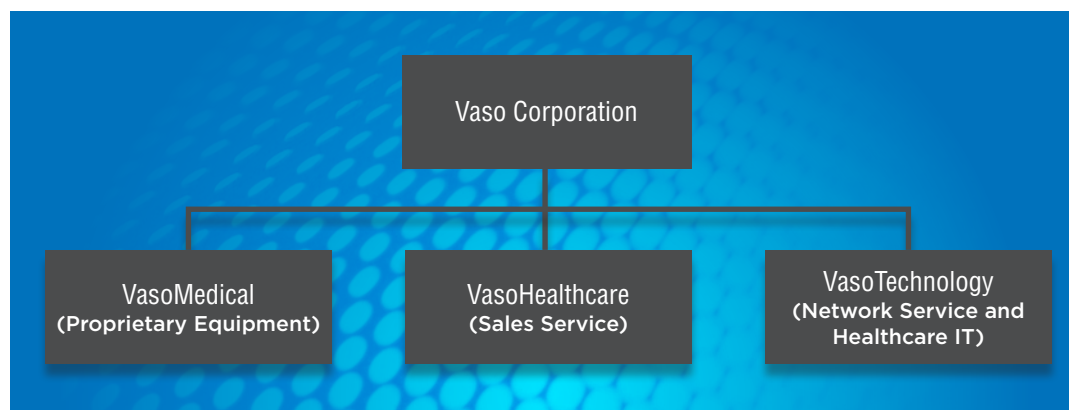 Vaso Corporation
VasoMedical
(Proprietary Equipment)
VasoHealthcare
(Sales Service)
VasoTechnology
(Network Service and
Healthcare IT)